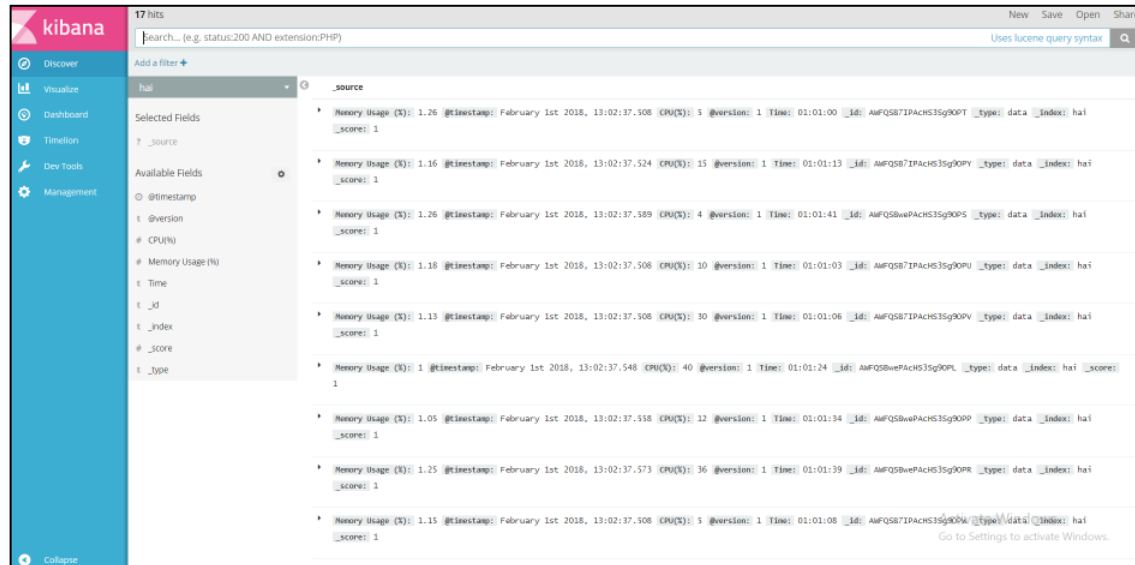 kibana
Discover
Visualize
Dashboard
Timelion
Dev Tools
Management
Collapse
17 hits
New Save Open Share
Search... (e.g. status:200 AND extension:PHP)
Uses lucene query syntax
Add a filter +
hai
Selected Fields
? _source
Available Fields
@timestamp
t @version
# CPU(%)
# Memory Usage (%)
t Time
t _id
t _index
# _score
t _type
_source
Memory Usage (%): 1.26 @timestamp: February 1st 2018, 13:02:37.508 CPU(%): 5 @version: 1 Time: 01:01:00 _id: AWFQSB7IPAcHS3Sg9OPT _type: data _index: hai
_score: 1
Memory Usage (%): 1.16 @timestamp: February 1st 2018, 13:02:37.524 CPU(%): 15 @version: 1 Time: 01:01:13 _id: AWFQSB7IPAcHS3Sg9OPY _type: data _index: hai
_score: 1
Memory Usage (%): 1.26 @timestamp: February 1st 2018, 13:02:37.589 CPU(%): 4 @version: 1 Time: 01:01:41 _id: AWFQSBwePAcHS3Sg9OPS _type: data _index: hai
_score: 1
Memory Usage (%): 1.18 @timestamp: February 1st 2018, 13:02:37.508 CPU(%): 10 @version: 1 Time: 01:01:03 _id: AWFQSB7IPAcHS3Sg9OPU _type: data _index: hai
_score: 1
Memory Usage (%): 1.13 @timestamp: February 1st 2018, 13:02:37.508 CPU(%): 30 @version: 1 Time: 01:01:06 _id: AWFQSB7IPAcHS3Sg9OPV _type: data _index: hai
_score: 1
Memory Usage (%): 1 @timestamp: February 1st 2018, 13:02:37.548 CPU(%): 40 @version: 1 Time: 01:01:24 _id: AWFQSBwePAcHS3Sg9OPL _type: data _index: hai _score:
1
Memory Usage (%): 1.05 @timestamp: February 1st 2018, 13:02:37.558 CPU(%): 12 @version: 1 Time: 01:01:34 _id: AWFQSBwePAcHS3Sg9OPP _type: data _index: hai
_score: 1
Memory Usage (%): 1.25 @timestamp: February 1st 2018, 13:02:37.573 CPU(%): 36 @version: 1 Time: 01:01:39 _id: AWFQSBwePAcHS3Sg9OPR _type: data _index: hai
_score: 1
Memory Usage (%): 1.15 @timestamp: February 1st 2018, 13:02:37.508 CPU(%): 5 @version: 1 Time: 01:01:08 _id: AWFQSB7IPAcHS3Sg9OPW _type: data _index: hai
_score: 1
Activate Windows
Go to Settings to activate Windows.